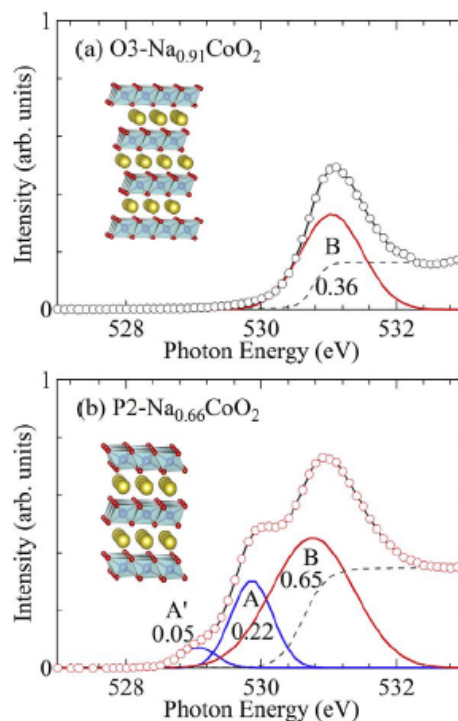 (a) O3-Na0.91CoO2
Intensity (arb. units)
1
0
B
0.36
528 530 532
Photon Energy (eV)
(b) P2-Na0.66CoO2
Intensity (arb. units)
1
0
A'
0.05
A
0.22
B
0.65
528 530 532
Photon Energy (eV)